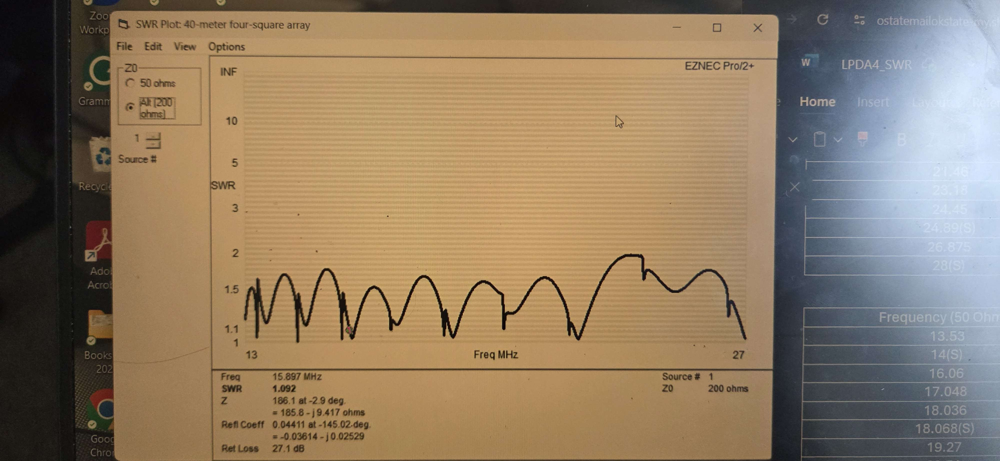 Zoo
Workp
Gramm
Recycle
Ado
Acro
Books
202
Goog
Chro
SWR Plot: 40-meter four-square array
File Edit View Options
Z0
50 ohms
Alt (200
ohms)
1
Source #
EZNEC Pro/2+
INF
10
5
SWR
3
2
1.5
1.1
1
13 Freq MHz 27
Freq 15.897 MHz Source # 1
SWR 1.092 Z0 200 ohms
Z 186.1 at -2.9 deg.
= 185.8 - j 9.417 ohms
Refl Coeff 0.04411 at -145.02 deg.
= -0.03614 - j 0.02529
Ret Loss 27.1 dB
ostatemailokstate-my.s
W LPDA4_SWR
Home Insert Layout Refer
B
21.46
23.18
24.45
24.89(S)
26.875
28(S)
Frequency (50 Ohm
13.53
14(S)
16.06
17.048
18.036
18.068(S)
19.27